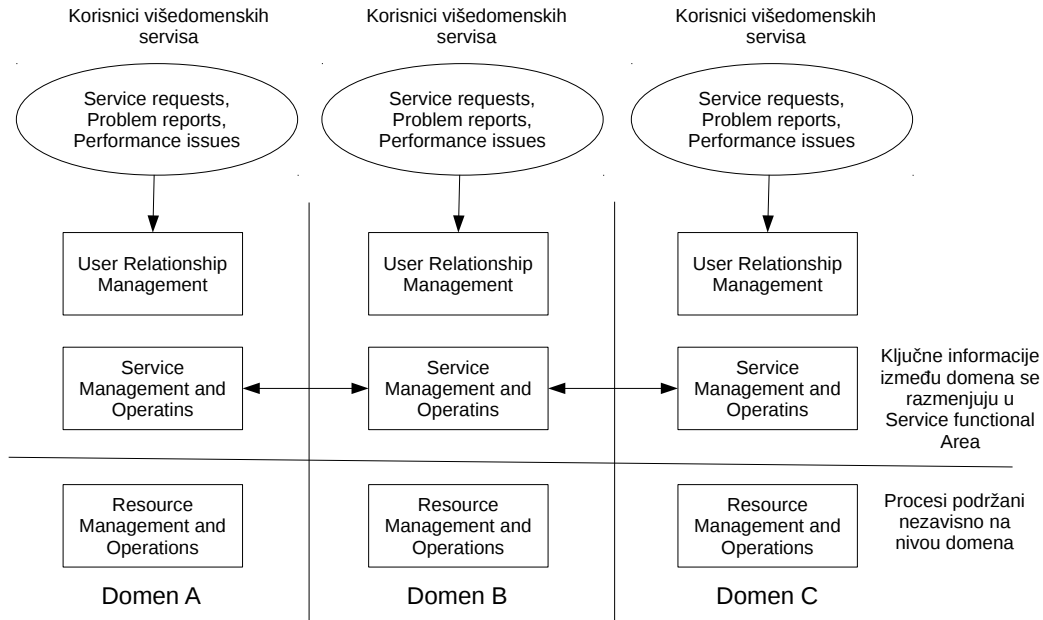 Korisnici višedomenskih
servisa
Korisnici višedomenskih
servisa
Korisnici višedomenskih
servisa
Service requests,
Problem reports,
Performance issues
Service requests,
Problem reports,
Performance issues
Service requests,
Problem reports,
Performance issues
User Relationship
Management
User Relationship
Management
User Relationship
Management
Service
Management and
Operatins
Service
Management and
Operatins
Service
Management and
Operatins
Ključne informacije
između domena se
razmenjuju u
Service functional
Area
Resource
Management and
Operations
Resource
Management and
Operations
Resource
Management and
Operations
Procesi podržani
nezavisno na
nivou domena
Domen A
Domen B
Domen C